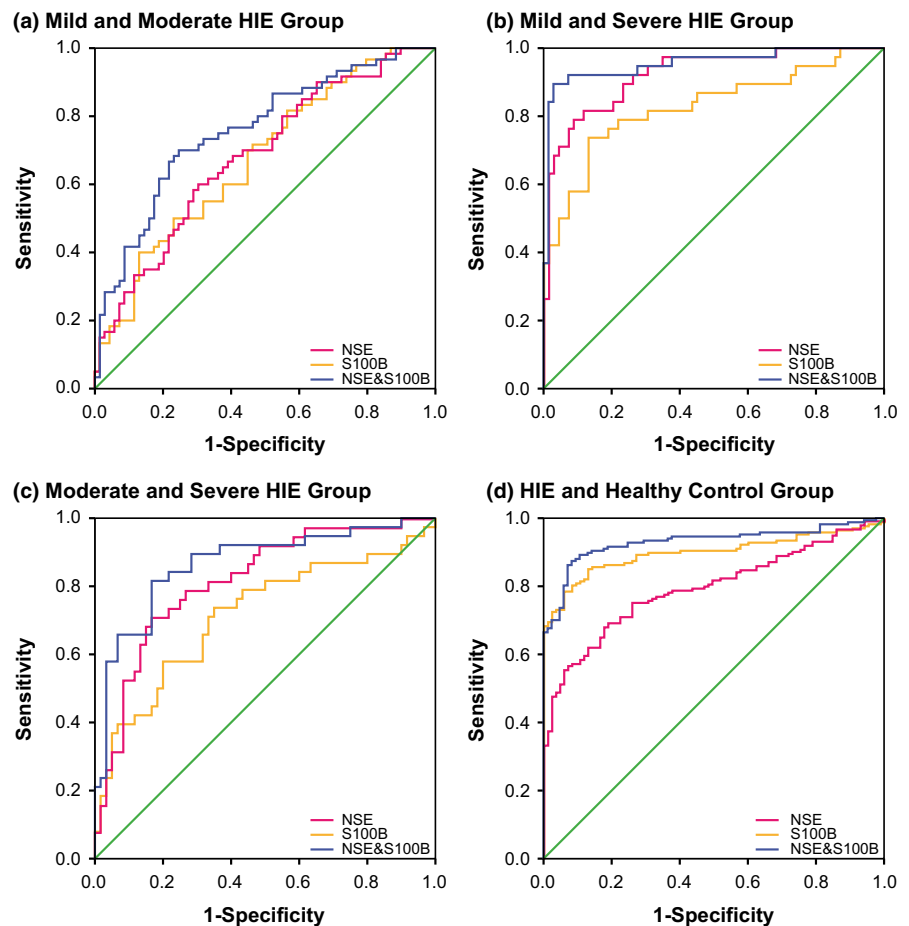 (a) Mild and Moderate HIE Group
1.0
0.8
0.6
0.4
0.2
0.0
Sensitivity
NSE
S100B
NSE&S100B
0.0 0.2 0.4 0.6 0.8 1.0
1-Specificity
(b) Mild and Severe HIE Group
1.0
0.8
0.6
0.4
0.2
0.0
Sensitivity
NSE
S100B
NSE&S100B
0.0 0.2 0.4 0.6 0.8 1.0
1-Specificity
(c) Moderate and Severe HIE Group
1.0
0.8
0.6
0.4
0.2
0.0
Sensitivity
NSE
S100B
NSE&S100B
0.0 0.2 0.4 0.6 0.8 1.0
1-Specificity
(d) HIE and Healthy Control Group
1.0
0.8
0.6
0.4
0.2
0.0
Sensitivity
NSE
S100B
NSE&S100B
0.0 0.2 0.4 0.6 0.8 1.0
1-Specificity